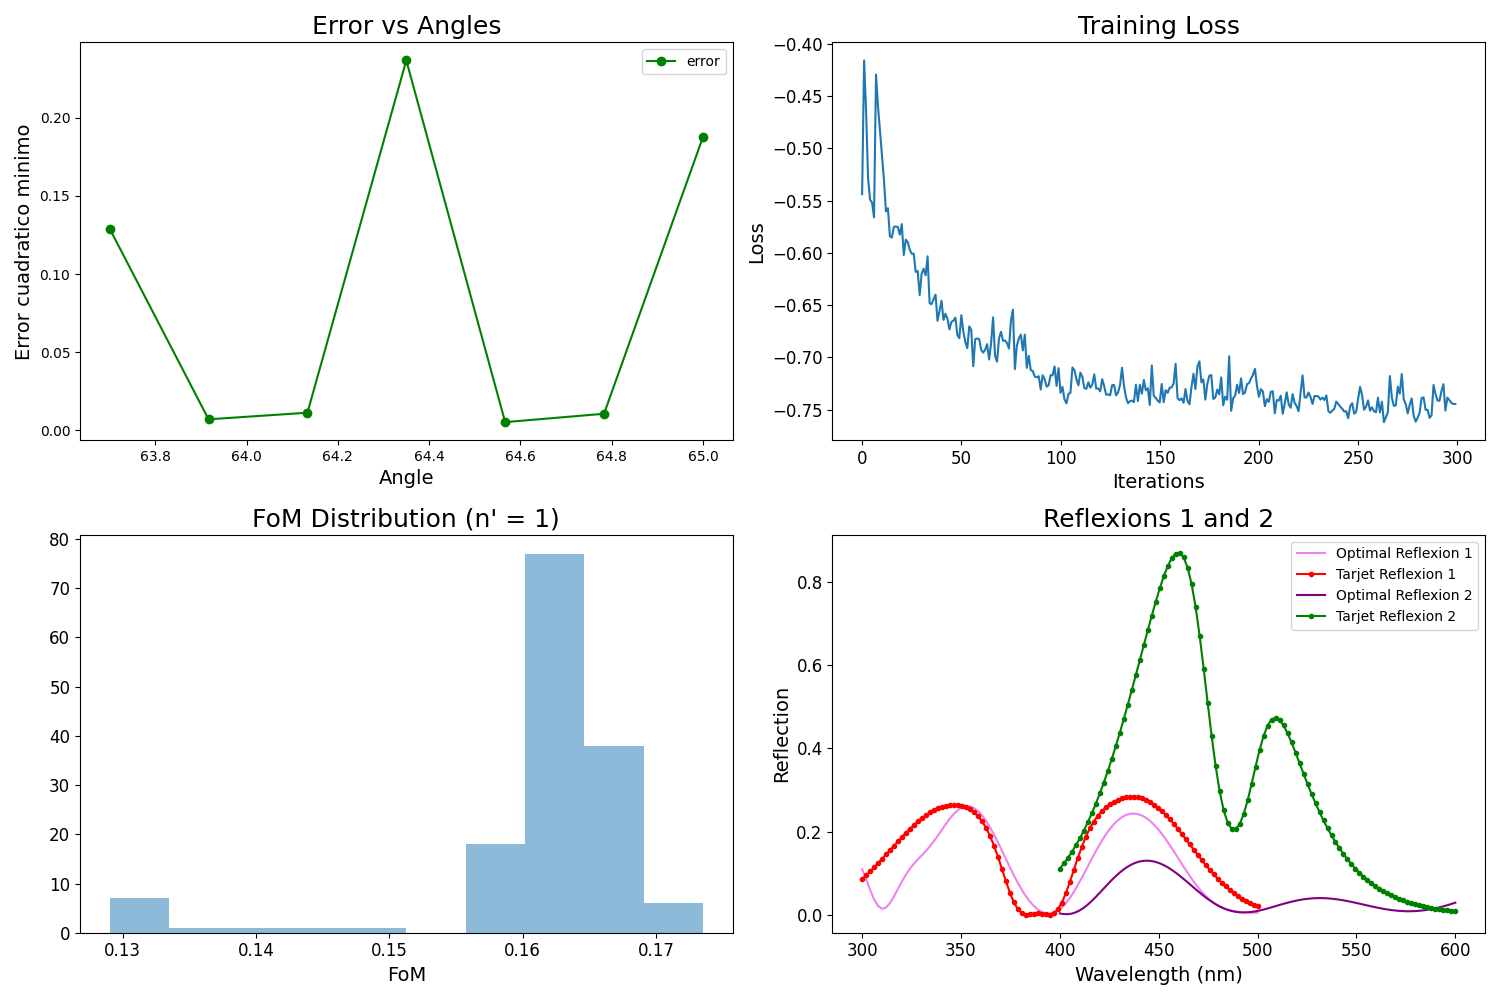 Error vs Angles
error
0.20
0.15
0.10
0.05
0.00
Error cuadratico minimo
63.8 64.0 64.2 64.4 64.6 64.8 65.0
Angle
Training Loss
−0.40
−0.45
−0.50
−0.55
−0.60
−0.65
−0.70
−0.75
Loss
0 50 100 150 200 250 300
Iterations
FoM Distribution (n' = 1)
80
70
60
50
40
30
20
10
0
0.13 0.14 0.15 0.16 0.17
FoM
Reflexions 1 and 2
Optimal Reflexion 1
Tarjet Reflexion 1
Optimal Reflexion 2
Tarjet Reflexion 2
0.8
0.6
0.4
0.2
0.0
Reflection
300 350 400 450 500 550 600
Wavelength (nm)